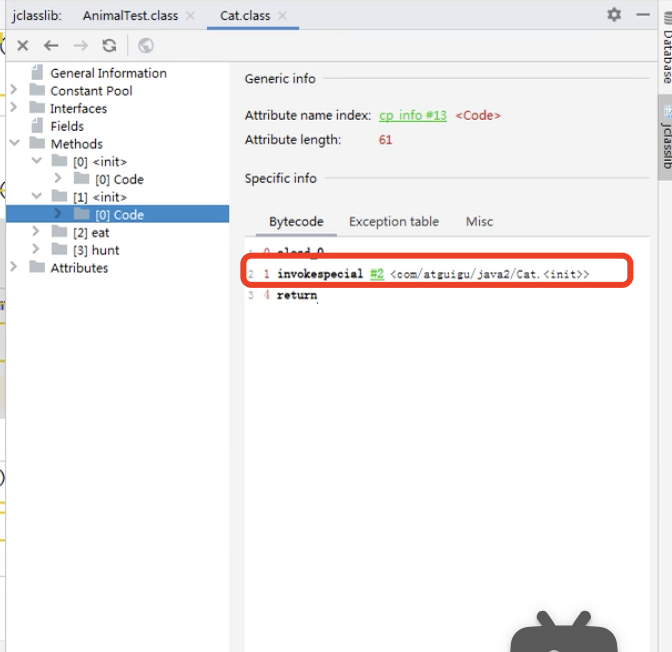 jclasslib: AnimalTest.class Cat.class
General Information
Constant Pool
Interfaces
Fields
Methods
[0] <init>
[0] Code
[1] <init>
[0] Code
[2] eat
[3] hunt
Attributes
Generic info
Attribute name index: cp info #13 <Code>
Attribute length: 61
Specific info
Bytecode Exception table Misc
1 0 aload_0
2 1 invokespecial #2 <com/atguigu/java2/Cat.<init>>
3 4 return
Database
jclasslib